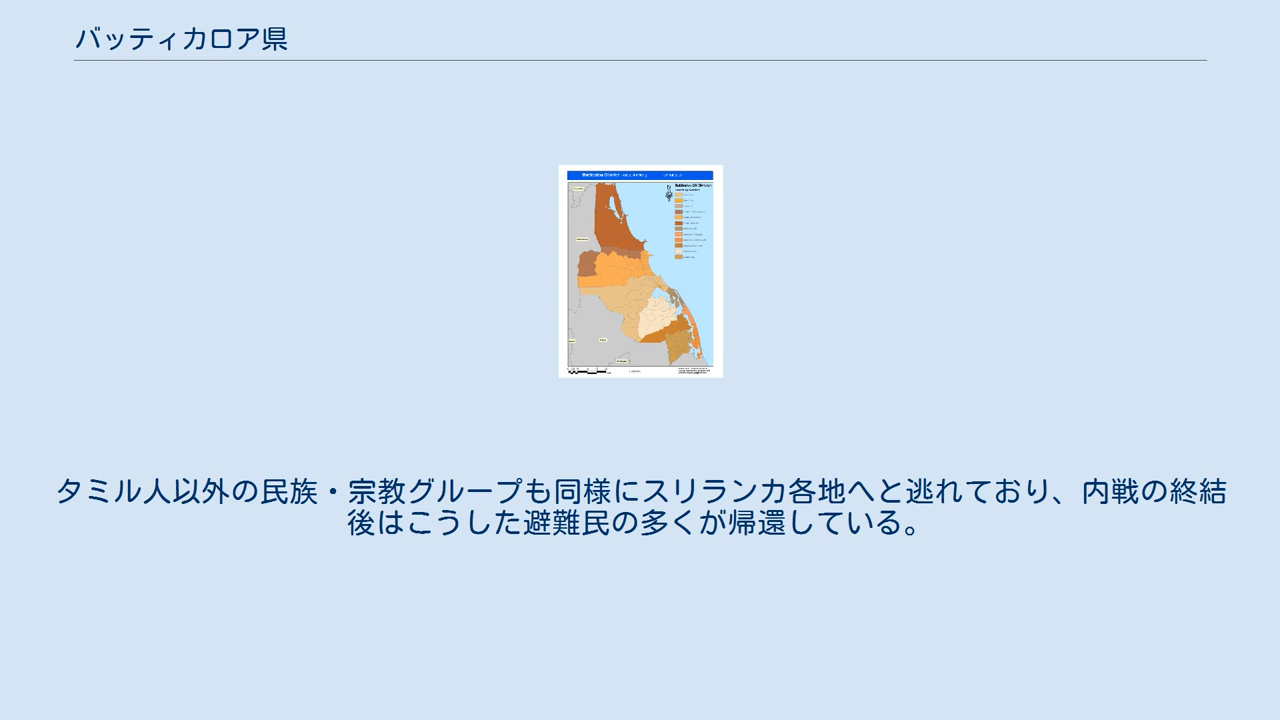 バッティカロア県
Batticaloa District
タミル人以外の民族・宗教グループも同様にスリランカ各地へと逃れており、内戦の終結
後はこうした避難民の多くが帰還している。